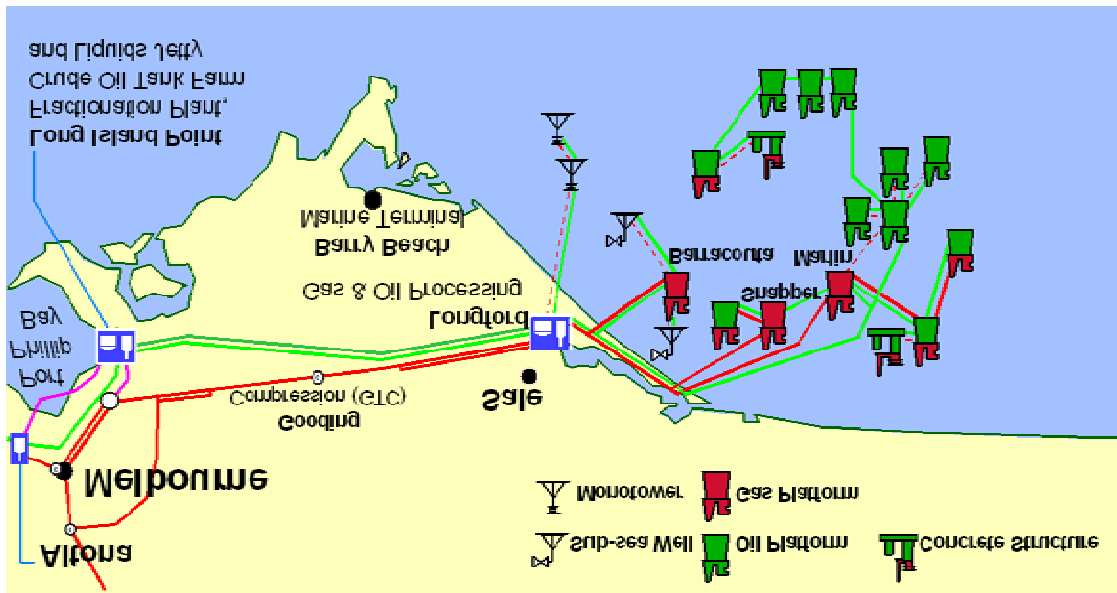 Altona
Melbourne
Sub-sea Well
Oil Platform
Concrete Structure
Monotower
Gas Platform
Gooding
Compression (GTC)
Sale
Port
Phillip
Bay
Longford
Gas & Oil Processing
Snapper
Barracouta
Marlin
Barry Beach
Marine Terminal
Long Island Point
Fractionation Plant,
Crude Oil Tank Farm
and Liquids Jetty